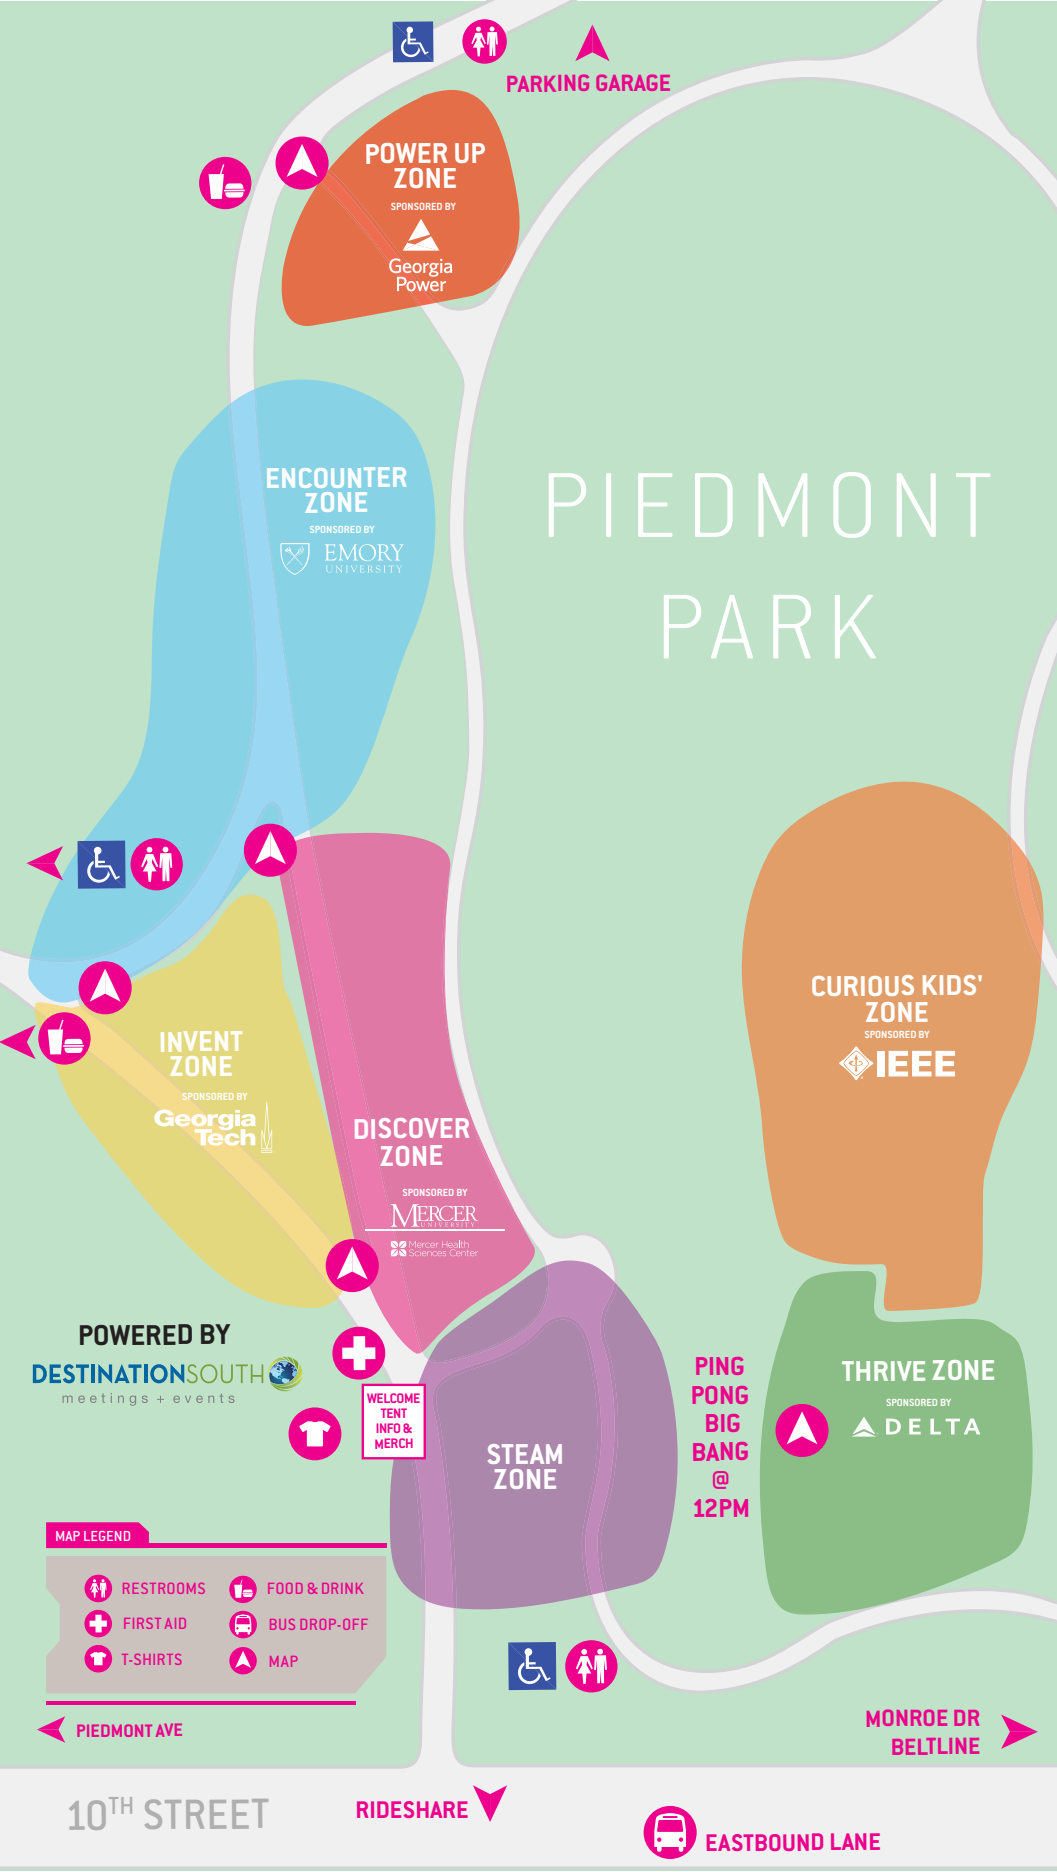 PARKING GARAGE
POWER UP
ZONE
SPONSORED BY
Georgia
Power
ENCOUNTER
ZONE
SPONSORED BY
EMORY
UNIVERSITY
PIEDMONT
PARK
CURIOUS KIDS'
ZONE
SPONSORED BY
IEEE
INVENT
ZONE
SPONSORED BY
Georgia
Tech
DISCOVER
ZONE
SPONSORED BY
MERCER
UNIVERSITY
Mercer Health
Sciences Center
POWERED BY
DESTINATIONSOUTH
meetings + events
WELCOME
TENT
INFO &
MERCH
STEAM
ZONE
PING
PONG
BIG
BANG
@
12PM
THRIVE ZONE
SPONSORED BY
DELTA
MAP LEGEND
RESTROOMS
FOOD & DRINK
FIRST AID
BUS DROP-OFF
T-SHIRTS
MAP
PIEDMONT AVE
MONROE DR
BELTLINE
10TH STREET
RIDESHARE
EASTBOUND LANE